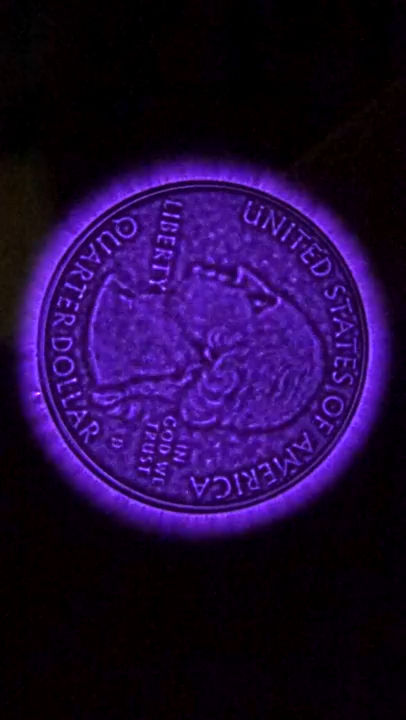 UNITED STATES OF AMERICA
LIBERTY
IN
GOD WE
TRUST
D
QUARTER DOLLAR